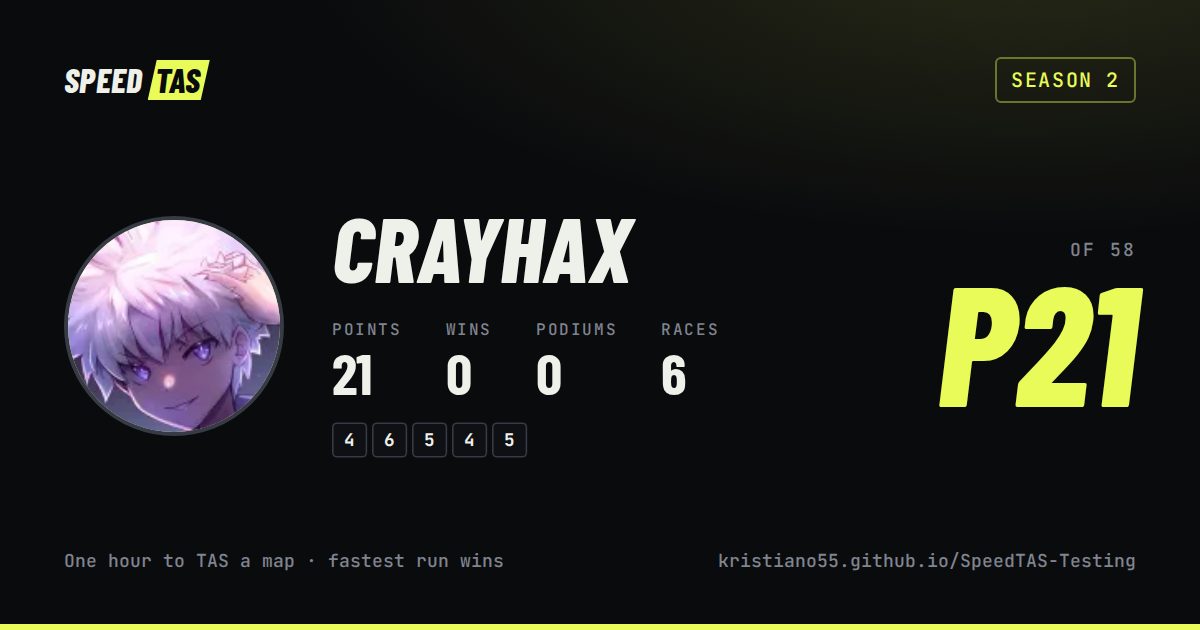 SPEED TAS
SEASON 2
CRAYHAX
POINTS WINS PODIUMS RACES
21 0 0 6
4 6 5 4 5
OF 58
P21
One hour to TAS a map · fastest run wins
kristiano55.github.io/SpeedTAS-Testing